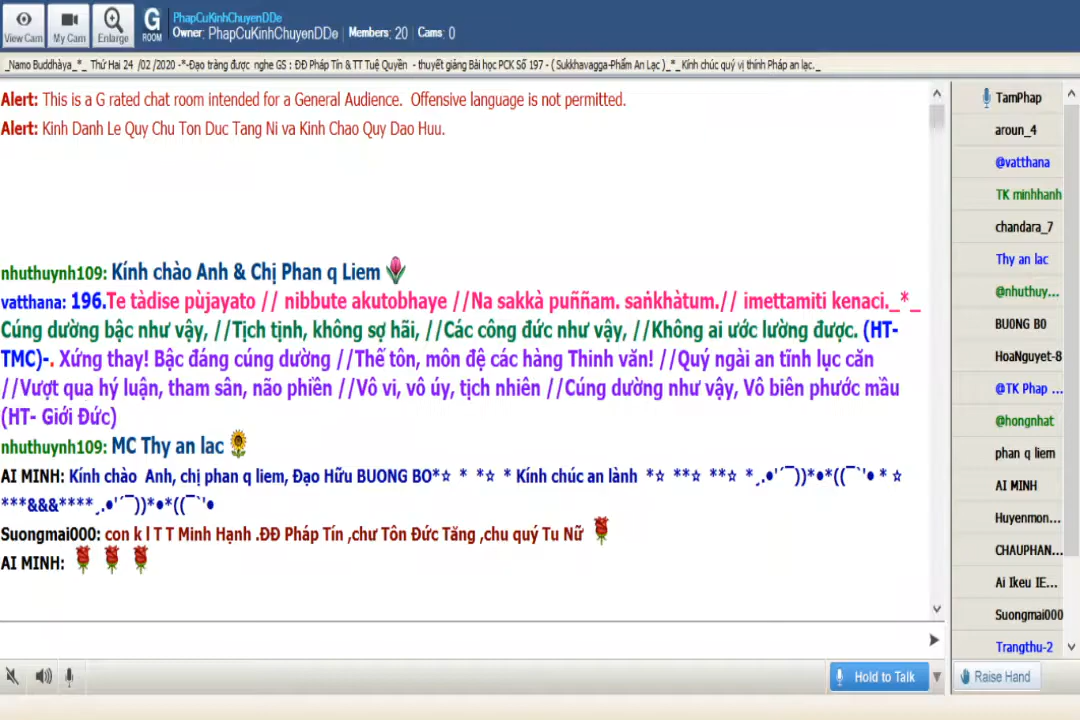 View Cam
My Cam
Enlarge
G ROOM
PhapCuKinhChuyenDDe
Owner: PhapCuKinhChuyenDDe | Members: 20 | Cams: 0
_Namo Buddhàya_*_ Thứ Hai 24 /02 /2020 -*-Đạo tràng được nghe GS : ĐĐ Pháp Tín & TT Tuệ Quyền - thuyết giảng Bài học PCK Số 197 - ( Sukkhavagga-Phẩm An Lạc )_*_Kính chúc quý vị thính Pháp an lạc._
Alert: This is a G rated chat room intended for a General Audience. Offensive language is not permitted.
Alert: Kinh Danh Le Quy Chu Ton Duc Tang Ni va Kinh Chao Quy Dao Huu.
nhuthuynh109: Kính chào Anh & Chị Phan q Liem
vatthana: 196.Te tàdise pùjayato // nibbute akutobhaye //Na sakkà puññam. saṅkhàtum.// imettamiti kenaci._*_
Cúng dường bậc như vậy, //Tịch tịnh, không sợ hãi, //Các công đức như vậy, //Không ai ước lường được. (HT-
TMC)-. Xứng thay! Bậc đáng cúng dường //Thế tôn, môn đệ các hàng Thinh văn! //Quý ngài an tĩnh lục căn
//Vượt qua hý luận, tham sân, não phiền //Vô vi, vô úy, tịch nhiên //Cúng dường như vậy, Vô biên phước mầu
(HT- Giới Đức)
nhuthuynh109: MC Thy an lac
AI MINH: Kính chào Anh, chị phan q liem, Đạo Hữu BUONG BO*☆ * *☆ * Kính chúc an lành *☆ **☆ **☆ *¸.•'´¯))*•*((¯`'• * ☆
***&&&****¸.•'´¯))*•*((¯`'•
Suongmai000: con k l T T Minh Hạnh .ĐĐ Pháp Tín ,chư Tôn Đức Tăng ,chu quý Tu Nữ
AI MINH:
TamPhap
aroun_4
@vatthana
TK minhhanh
chandara_7
Thy an lac
@nhuthuy...
BUONG BO
HoaNguyet-8
@TK Phap ...
@hongnhat
phan q liem
AI MINH
Huyenmon...
CHAUPHAN...
Ai Ikeu IE...
Suongmai000
Trangthu-2
Hold to Talk
Raise Hand